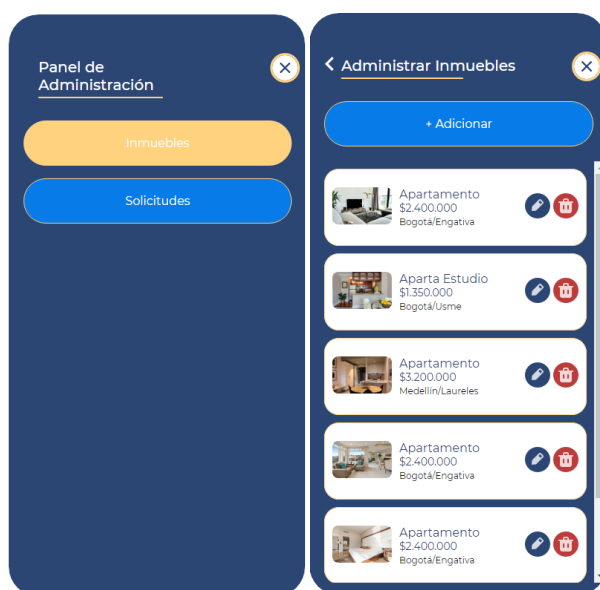 Panel de
Administración
Inmuebles
Solicitudes
Administrar Inmuebles
+ Adicionar
Apartamento
$2.400.000
Bogotá/Engativa
Aparta Estudio
$1.350.000
Bogotá/Usme
Apartamento
$3.200.000
Medellín/Laureles
Apartamento
$2.400.000
Bogotá/Engativa
Apartamento
$2.400.000
Bogotá/Engativa